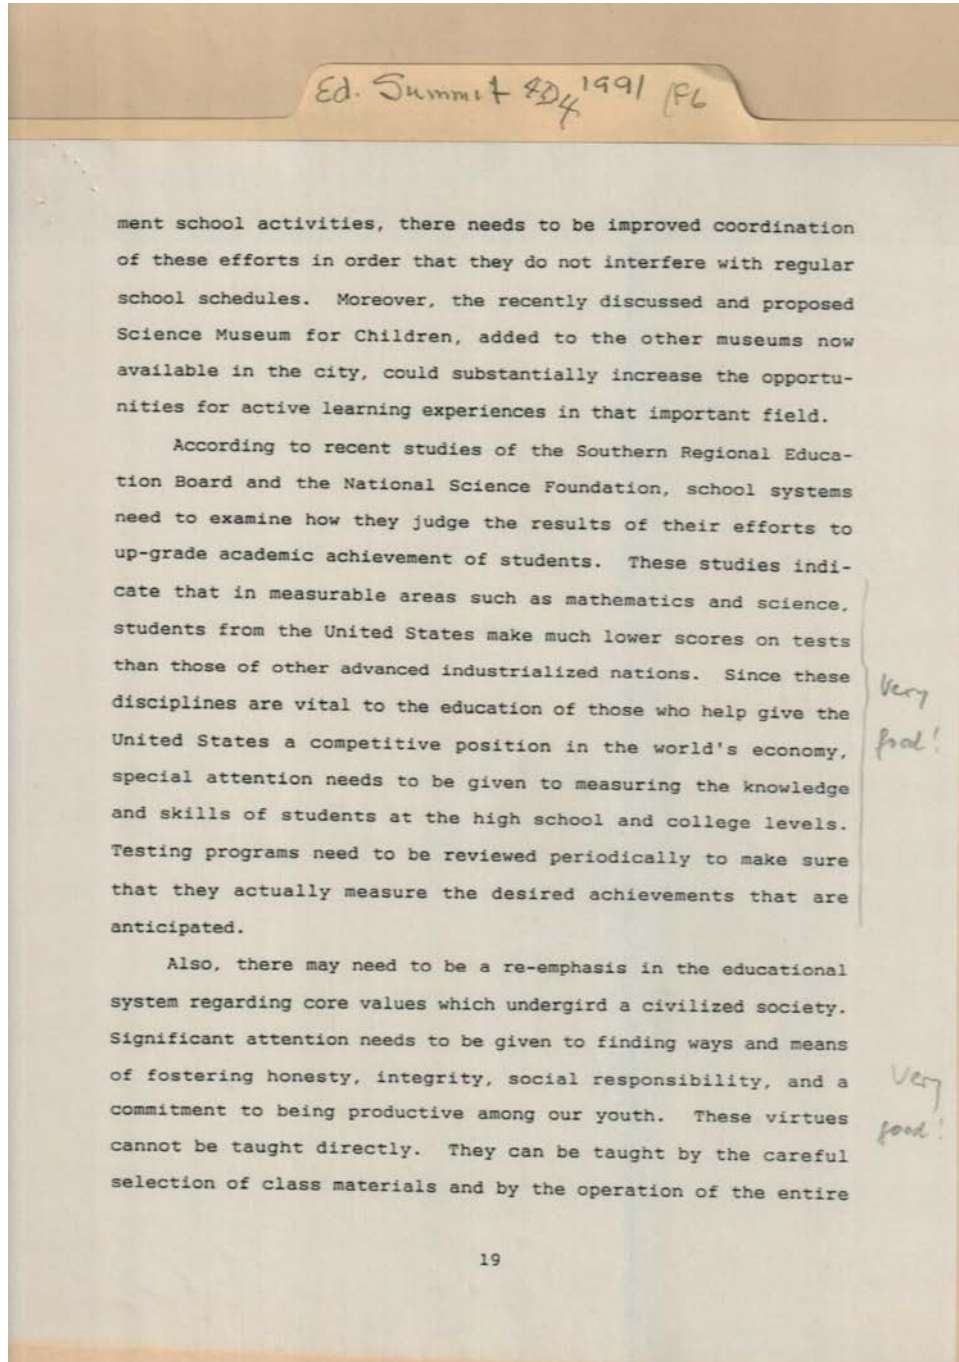 Ed. Summit 1991 (F6
ment school activities, there needs to be improved coordination
of these efforts in order that they do not interfere with regular
school schedules. Moreover, the recently discussed and proposed
Science Museum for Children, added to the other museums now
available in the city, could substantially increase the opportu-
nities for active learning experiences in that important field.
According to recent studies of the Southern Regional Educa-
tion Board and the National Science Foundation, school systems
need to examine how they judge the results of their efforts to
up-grade academic achievement of students. These studies indi-
cate that in measurable areas such as mathematics and science,
students from the United States make much lower scores on tests
than those of other advanced industrialized nations. Since these
disciplines are vital to the education of those who help give the
United States a competitive position in the world's economy,
special attention needs to be given to measuring the knowledge
and skills of students at the high school and college levels.
Testing programs need to be reviewed periodically to make sure
that they actually measure the desired achievements that are
anticipated.
Very
good!
Also, there may need to be a re-emphasis in the educational
system regarding core values which undergird a civilized society.
Significant attention needs to be given to finding ways and means
of fostering honesty, integrity, social responsibility, and a
commitment to being productive among our youth. These virtues
cannot be taught directly. They can be taught by the careful
selection of class materials and by the operation of the entire
Very
good!
19